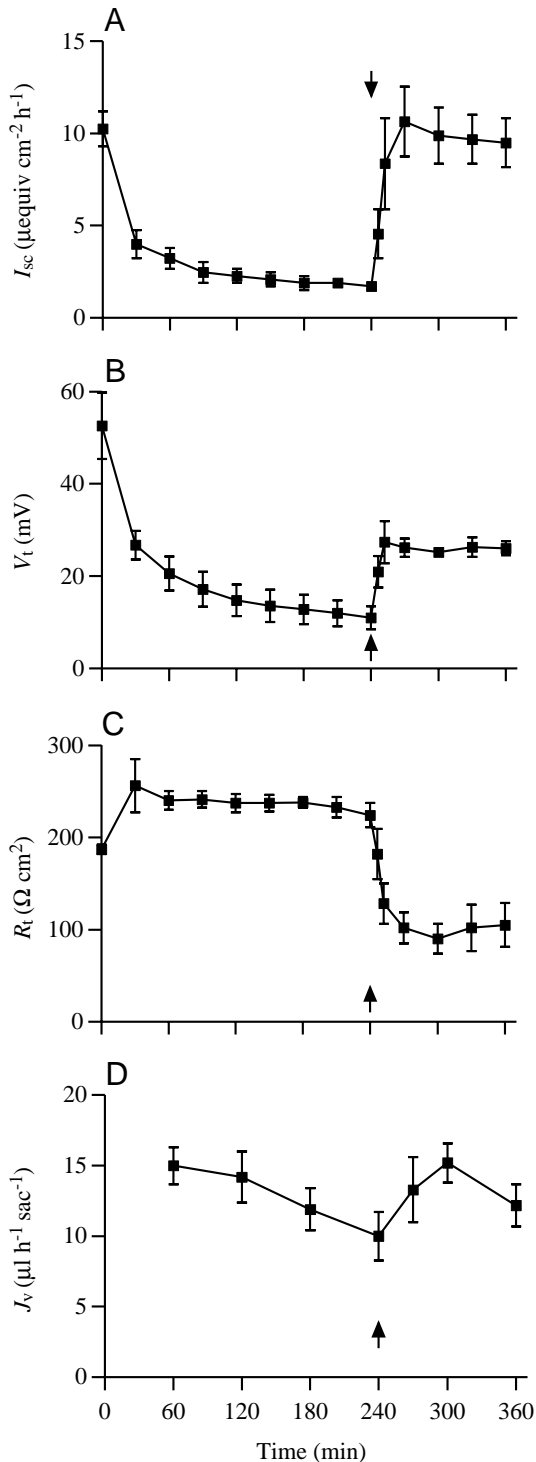 A
15
10
5
0
Isc (µequiv cm⁻² h⁻¹)
B
60
40
20
0
Vt (mV)
C
300
200
100
0
Rt (Ω cm²)
D
20
15
10
5
0
Jv (µl h⁻¹ sac⁻¹)
0 60 120 180 240 300 360
Time (min)